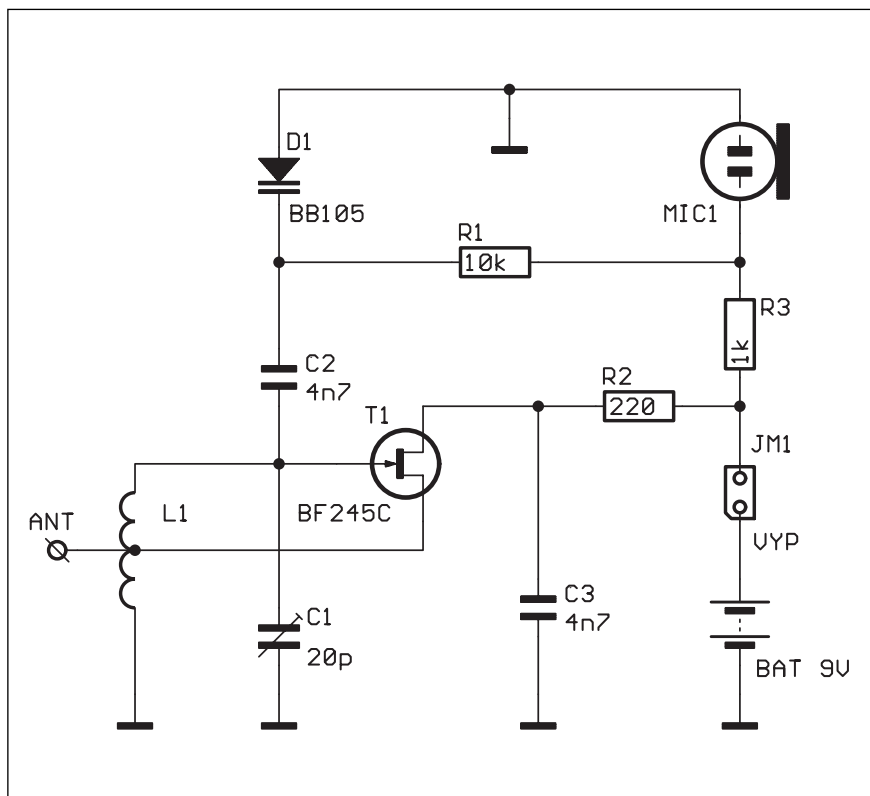 D1
BB105
MIC1
R1
10k
R3
1k
C2
4n7
R2
220
T1
JM1
ANT
L1
BF245C
VYP
C3
4n7
C1
20p
BAT 9V